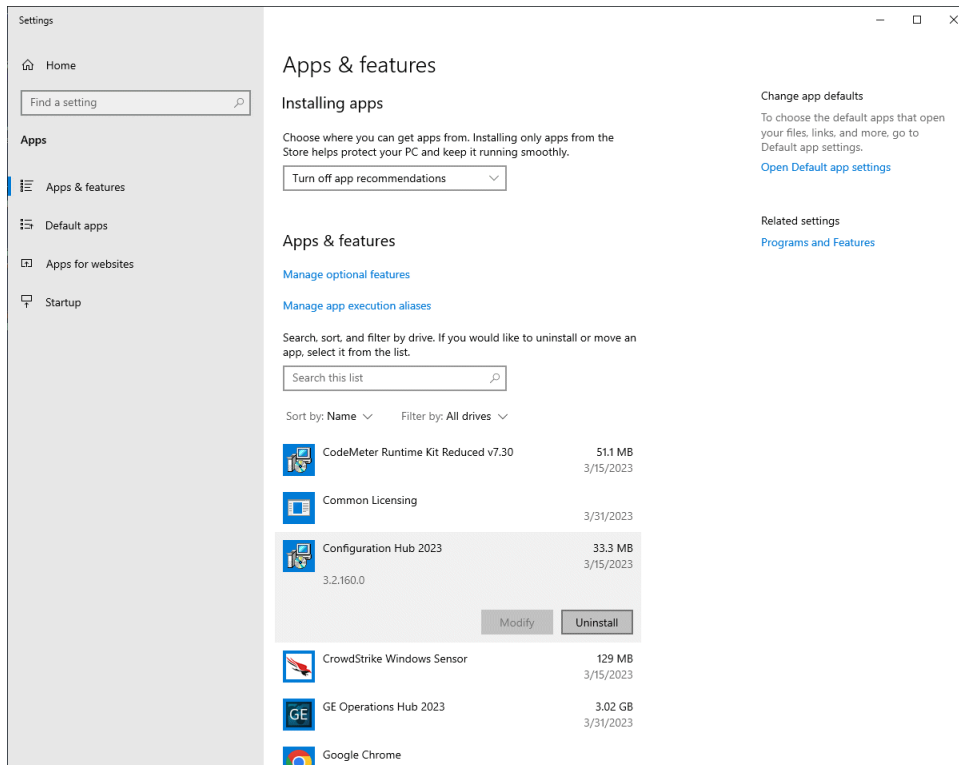 Settings
Home
Find a setting
Apps
Apps & features
Default apps
Apps for websites
Startup
Apps & features
Installing apps
Choose where you can get apps from. Installing only apps from the
Store helps protect your PC and keep it running smoothly.
Turn off app recommendations
Apps & features
Manage optional features
Manage app execution aliases
Search, sort, and filter by drive. If you would like to uninstall or move an
app, select it from the list.
Search this list
Sort by: Name Filter by: All drives
CodeMeter Runtime Kit Reduced v7.30 51.1 MB
3/15/2023
Common Licensing
3/31/2023
Configuration Hub 2023 33.3 MB
3/15/2023
3.2.160.0
Modify Uninstall
CrowdStrike Windows Sensor 129 MB
3/15/2023
GE
GE Operations Hub 2023 3.02 GB
3/31/2023
Google Chrome
Change app defaults
To choose the default apps that open
your files, links, and more, go to
Default app settings.
Open Default app settings
Related settings
Programs and Features